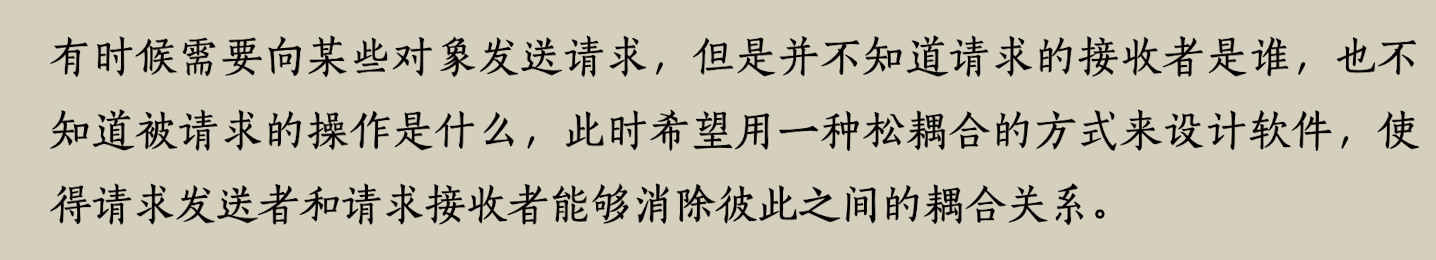 有时候需要向某些对象发送请求，但是并不知道请求的接收者是谁，也不
知道被请求的操作是什么，此时希望用一种松耦合的方式来设计软件，使
得请求发送者和请求接收者能够消除彼此之间的耦合关系。